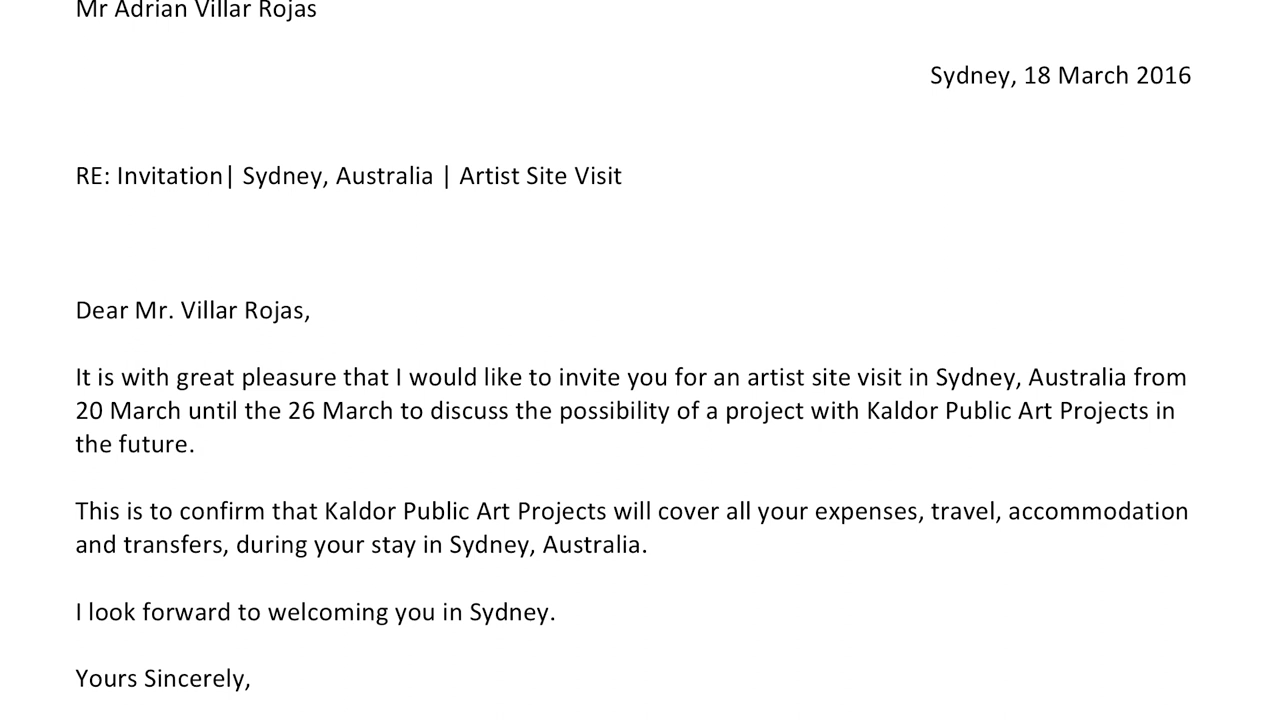 Mr Adrian Villar Rojas
Sydney, 18 March 2016
RE: Invitation| Sydney, Australia | Artist Site Visit
Dear Mr. Villar Rojas,
It is with great pleasure that I would like to invite you for an artist site visit in Sydney, Australia from
20 March until the 26 March to discuss the possibility of a project with Kaldor Public Art Projects in
the future.
This is to confirm that Kaldor Public Art Projects will cover all your expenses, travel, accommodation
and transfers, during your stay in Sydney, Australia.
I look forward to welcoming you in Sydney.
Yours Sincerely,